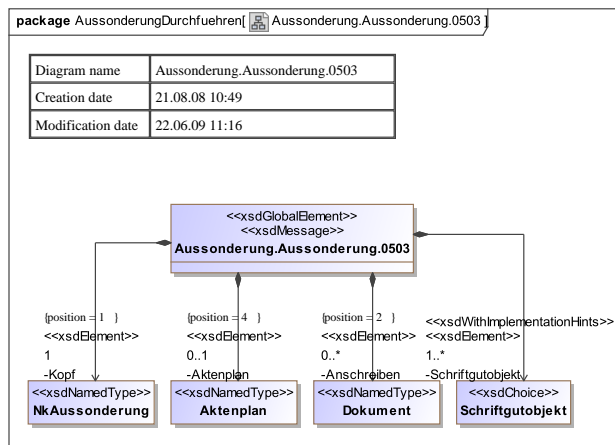 package AussonderungDurchfuehren[ Aussonderung.Aussonderung.0503 ]
Diagram name Aussonderung.Aussonderung.0503
Creation date 21.08.08 10:49
Modification date 22.06.09 11:16
<<xsdGlobalElement>>
<<xsdMessage>>
Aussonderung.Aussonderung.0503
{position = 1 }
<<xsdElement>>
1
-Kopf
{position = 4 }
<<xsdElement>>
0..1
-Aktenplan
{position = 2 }
<<xsdElement>>
0..*
-Anschreiben
<<xsdWithImplementationHints>>
<<xsdElement>>
1..*
-Schriftgutobjekt
<<xsdNamedType>>
NkAussonderung
<<xsdNamedType>>
Aktenplan
<<xsdNamedType>>
Dokument
<<xsdChoice>>
Schriftgutobjekt